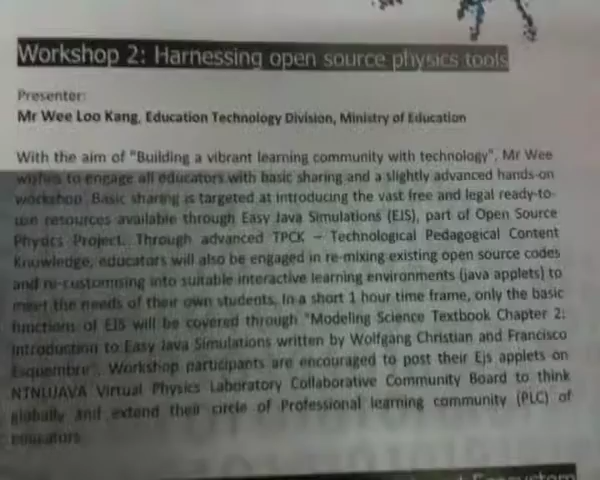 Workshop 2: Harnessing open source physics tools
Presenter:
Mr Wee Loo Kang, Education Technology Division, Ministry of Education
With the aim of "Building a vibrant learning community with technology", Mr Wee
wishes to engage all educators with basic sharing and a slightly advanced hands-on
workshop. Basic sharing is targeted at introducing the vast free and legal ready-to-
use resources available through Easy Java Simulations (EJS), part of Open Source
Physics Project. Through advanced TPCK – Technological Pedagogical Content
Knowledge, educators will also be engaged in re-mixing existing open source codes
and re-customising into suitable interactive learning environments (java applets) to
meet the needs of their own students. In a short 1 hour time frame, only the basic
functions of EJS will be covered through "Modeling Science Textbook Chapter 2:
Introduction to Easy Java Simulations written by Wolfgang Christian and Francisco
Esquembre". Workshop participants are encouraged to post their Ejs applets on
NTNUJAVA Virtual Physics Laboratory Collaborative Community Board to think
globally and extend their circle of Professional learning community (PLC) of
educators.
Ecosystem